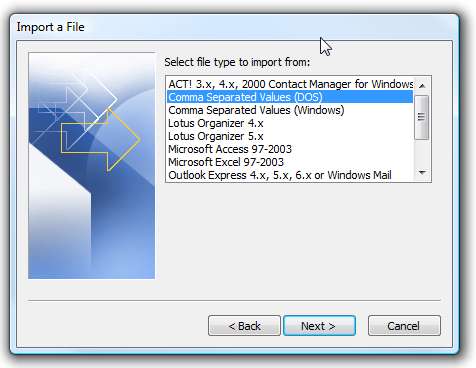 Import a File
Select file type to import from:
ACT! 3.x, 4.x, 2000 Contact Manager for Windows
Comma Separated Values (DOS)
Comma Separated Values (Windows)
Lotus Organizer 4.x
Lotus Organizer 5.x
Microsoft Access 97-2003
Microsoft Excel 97-2003
Outlook Express 4.x, 5.x, 6.x or Windows Mail
< Back
Next >
Cancel